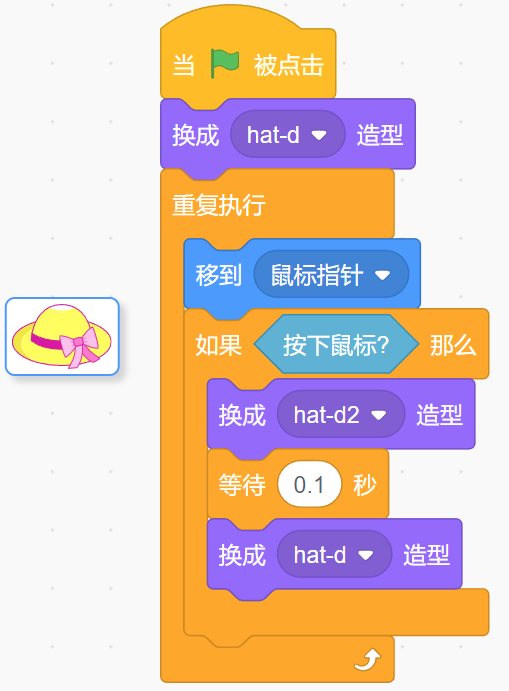 当 被点击
换成 hat-d 造型
重复执行
移到 鼠标指针
如果 按下鼠标? 那么
换成 hat-d2 造型
等待 0.1 秒
换成 hat-d 造型